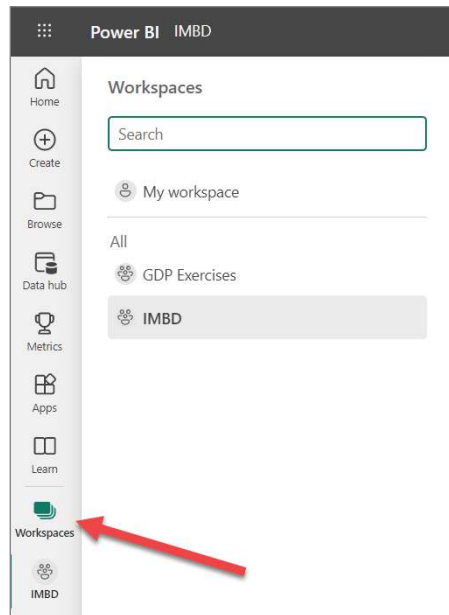 Power BI IMBD
Home
Create
Browse
Data hub
Metrics
Apps
Learn
Workspaces
IMBD
Workspaces
Search
My workspace
All
GDP Exercises
IMBD